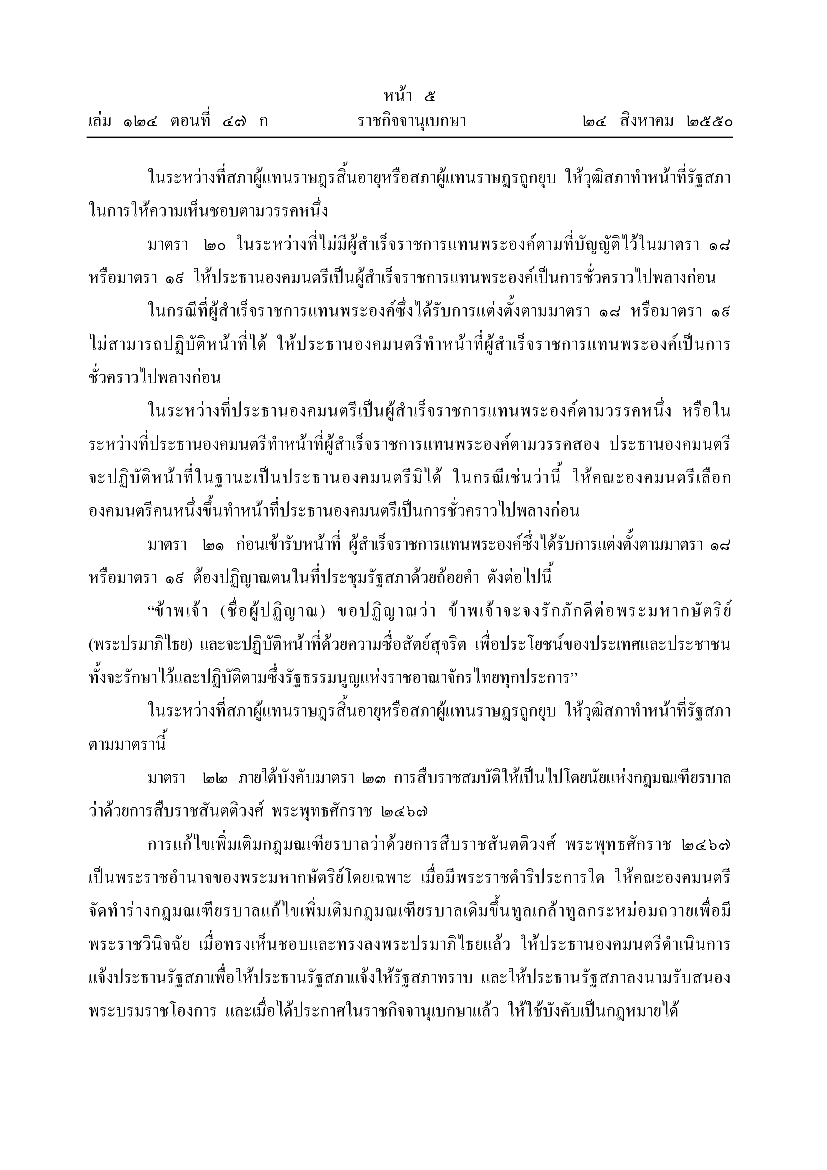 หน้า ๕
เล่ม ๑๒๔ ตอนที่ ๔๗ ก ราชกิจจานุเบกษา ๒๔ สิงหาคม ๒๕๕๐
ในระหว่างที่สภาผู้แทนราษฎรสิ้นอายุหรือสภาผู้แทนราษฎรถูกยุบ ให้วุฒิสภาทำหน้าที่รัฐสภา
ในการให้ความเห็นชอบตามวรรคหนึ่ง
มาตรา ๒๐ ในระหว่างที่ไม่มีผู้สำเร็จราชการแทนพระองค์ตามที่บัญญัติไว้ในมาตรา ๑๘
หรือมาตรา ๑๙ ให้ประธานองคมนตรีเป็นผู้สำเร็จราชการแทนพระองค์เป็นการชั่วคราวไปพลางก่อน
ในกรณีที่ผู้สำเร็จราชการแทนพระองค์ซึ่งได้รับการแต่งตั้งตามมาตรา ๑๘ หรือมาตรา ๑๙
ไม่สามารถปฏิบัติหน้าที่ได้ ให้ประธานองคมนตรีทำหน้าที่ผู้สำเร็จราชการแทนพระองค์เป็นการ
ชั่วคราวไปพลางก่อน
ในระหว่างที่ประธานองคมนตรีเป็นผู้สำเร็จราชการแทนพระองค์ตามวรรคหนึ่ง หรือใน
ระหว่างที่ประธานองคมนตรีทำหน้าที่ผู้สำเร็จราชการแทนพระองค์ตามวรรคสอง ประธานองคมนตรี
จะปฏิบัติหน้าที่ในฐานะเป็นประธานองคมนตรีมิได้ ในกรณีเช่นว่านี้ ให้คณะองคมนตรีเลือก
องคมนตรีคนหนึ่งขึ้นทำหน้าที่ประธานองคมนตรีเป็นการชั่วคราวไปพลางก่อน
มาตรา ๒๑ ก่อนเข้ารับหน้าที่ ผู้สำเร็จราชการแทนพระองค์ซึ่งได้รับการแต่งตั้งตามมาตรา ๑๘
หรือมาตรา ๑๙ ต้องปฏิญาณตนในที่ประชุมรัฐสภาด้วยถ้อยคำ ดังต่อไปนี้
“ข้าพเจ้า (ชื่อผู้ปฏิญาณ) ขอปฏิญาณว่า ข้าพเจ้าจะจงรักภักดีต่อพระมหากษัตริย์
(พระปรมาภิไธย) และจะปฏิบัติหน้าที่ด้วยความซื่อสัตย์สุจริต เพื่อประโยชน์ของประเทศและประชาชน
ทั้งจะรักษาไว้และปฏิบัติตามซึ่งรัฐธรรมนูญแห่งราชอาณาจักรไทยทุกประการ”
ในระหว่างที่สภาผู้แทนราษฎรสิ้นอายุหรือสภาผู้แทนราษฎรถูกยุบ ให้วุฒิสภาทำหน้าที่รัฐสภา
ตามมาตรานี้
มาตรา ๒๒ ภายใต้บังคับมาตรา ๒๓ การสืบราชสมบัติให้เป็นไปโดยนัยแห่งกฎมณเฑียรบาล
ว่าด้วยการสืบราชสันตติวงศ์ พระพุทธศักราช ๒๔๖๗
การแก้ไขเพิ่มเติมกฎมณเฑียรบาลว่าด้วยการสืบราชสันตติวงศ์ พระพุทธศักราช ๒๔๖๗
เป็นพระราชอำนาจของพระมหากษัตริย์โดยเฉพาะ เมื่อมีพระราชดำริประการใด ให้คณะองคมนตรี
จัดทำร่างกฎมณเฑียรบาลแก้ไขเพิ่มเติมกฎมณเฑียรบาลเดิมขึ้นทูลเกล้าทูลกระหม่อมถวายเพื่อมี
พระราชวินิจฉัย เมื่อทรงเห็นชอบและทรงลงพระปรมาภิไธยแล้ว ให้ประธานองคมนตรีดำเนินการ
แจ้งประธานรัฐสภาเพื่อให้ประธานรัฐสภาแจ้งให้รัฐสภาทราบ และให้ประธานรัฐสภาลงนามรับสนอง
พระบรมราชโองการ และเมื่อได้ประกาศในราชกิจจานุเบกษาแล้ว ให้ใช้บังคับเป็นกฎหมายได้